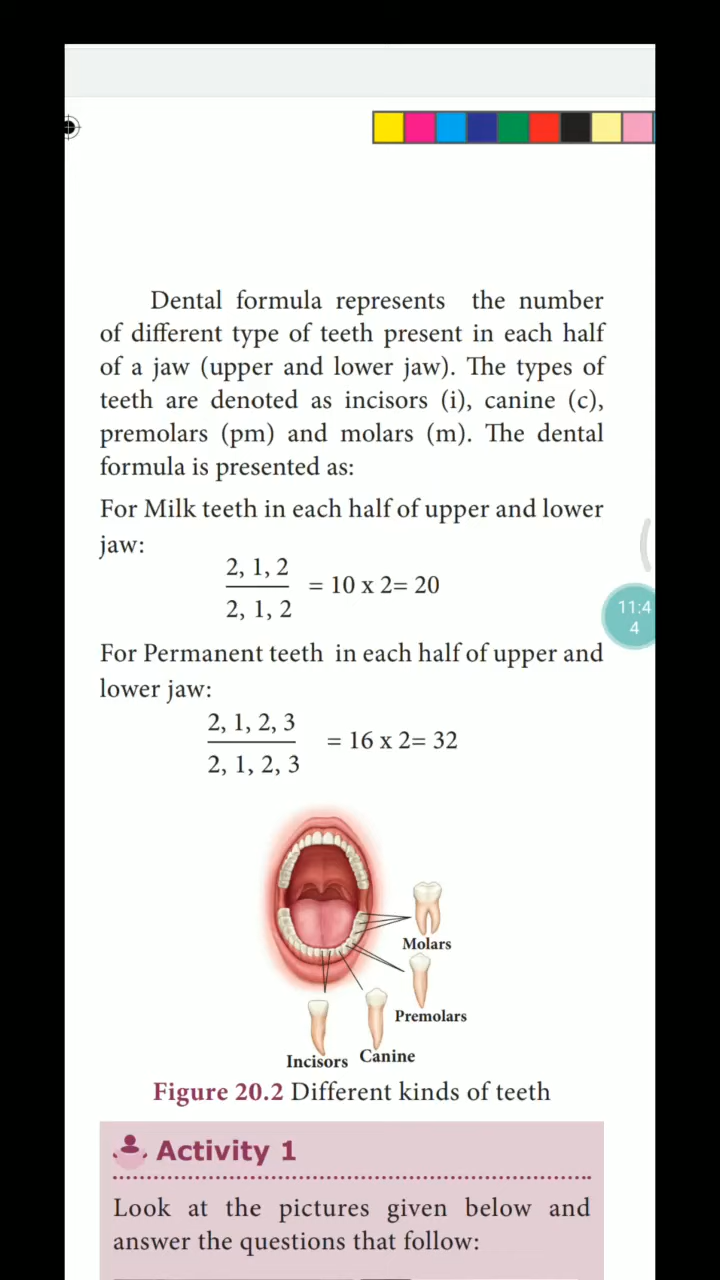 Dental formula represents the number
of different type of teeth present in each half
of a jaw (upper and lower jaw). The types of
teeth are denoted as incisors (i), canine (c),
premolars (pm) and molars (m). The dental
formula is presented as:
For Milk teeth in each half of upper and lower
jaw:
2, 1, 2
2, 1, 2
= 10 x 2= 20
11:4
4
For Permanent teeth in each half of upper and
lower jaw:
2, 1, 2, 3
2, 1, 2, 3
= 16 x 2= 32
Molars
Premolars
Incisors Canine
Figure 20.2 Different kinds of teeth
Activity 1
Look at the pictures given below and
answer the questions that follow: